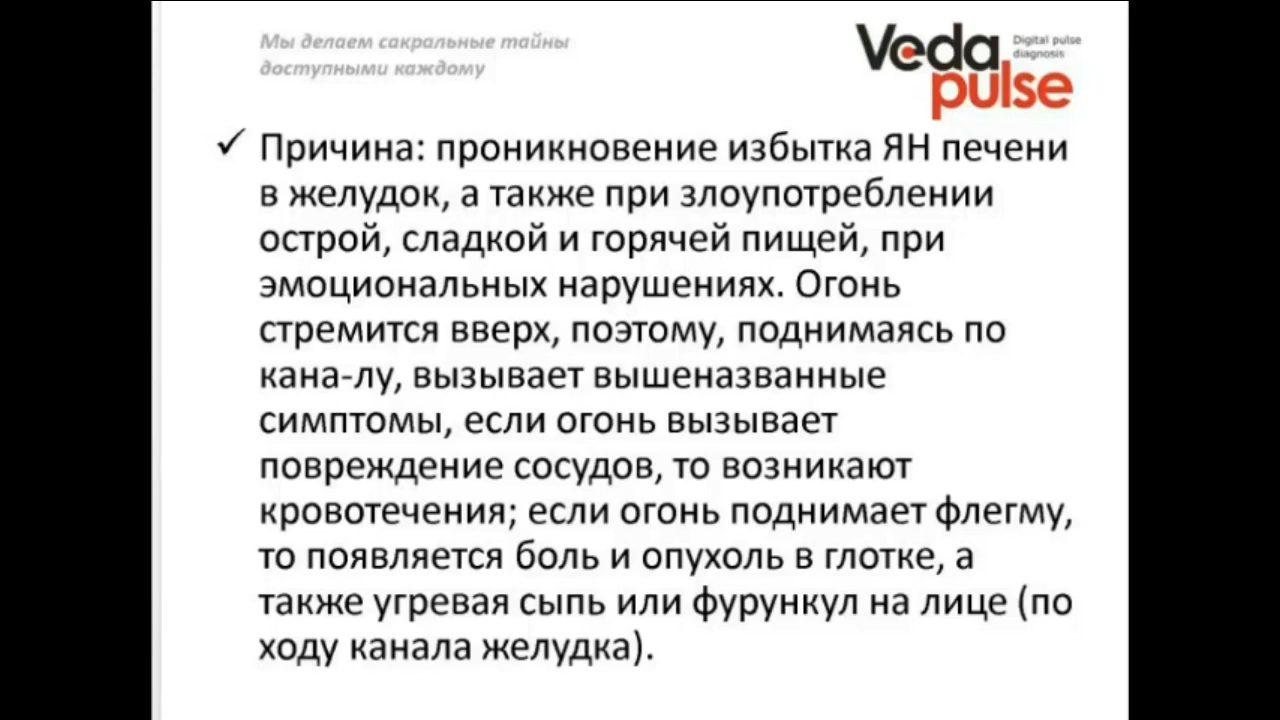 Мы делаем сакральные тайны
доступными каждому
Veda
pulse
Digital pulse
diagnosis
✓ Причина: проникновение избытка ЯН печени
в желудок, а также при злоупотреблении
острой, сладкой и горячей пищей, при
эмоциональных нарушениях. Огонь
стремится вверх, поэтому, поднимаясь по
кана-лу, вызывает вышеназванные
симптомы, если огонь вызывает
повреждение сосудов, то возникают
кровотечения; если огонь поднимает флегму,
то появляется боль и опухоль в глотке, а
также угревая сыпь или фурункул на лице (по
ходу канала желудка).